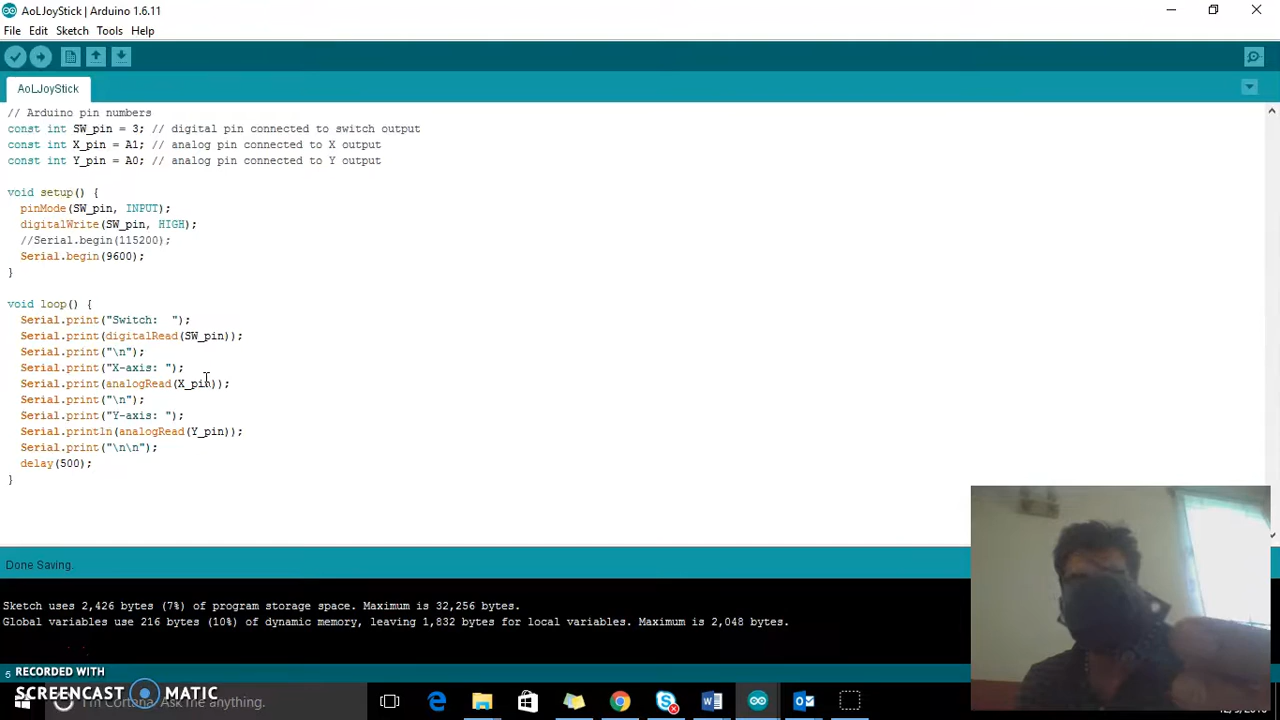 AoLJoyStick | Arduino 1.6.11
File Edit Sketch Tools Help
AoLJoyStick
// Arduino pin numbers
const int SW_pin = 3; // digital pin connected to switch output
const int X_pin = A1; // analog pin connected to X output
const int Y_pin = A0; // analog pin connected to Y output
void setup() {
pinMode(SW_pin, INPUT);
digitalWrite(SW_pin, HIGH);
//Serial.begin(115200);
Serial.begin(9600);
}
void loop() {
Serial.print("Switch:  ");
Serial.print(digitalRead(SW_pin));
Serial.print("\n");
Serial.print("X-axis: ");
Serial.print(analogRead(X_pin));
Serial.print("\n");
Serial.print("Y-axis: ");
Serial.println(analogRead(Y_pin));
Serial.print("\n\n");
delay(500);
}
Done Saving.
Sketch uses 2,426 bytes (7%) of program storage space. Maximum is 32,256 bytes.
Global variables use 216 bytes (10%) of dynamic memory, leaving 1,832 bytes for local variables. Maximum is 2,048 bytes.
5 RECORDED WITH
SCREENCAST MATIC
I'm Cortana. Ask me anything.